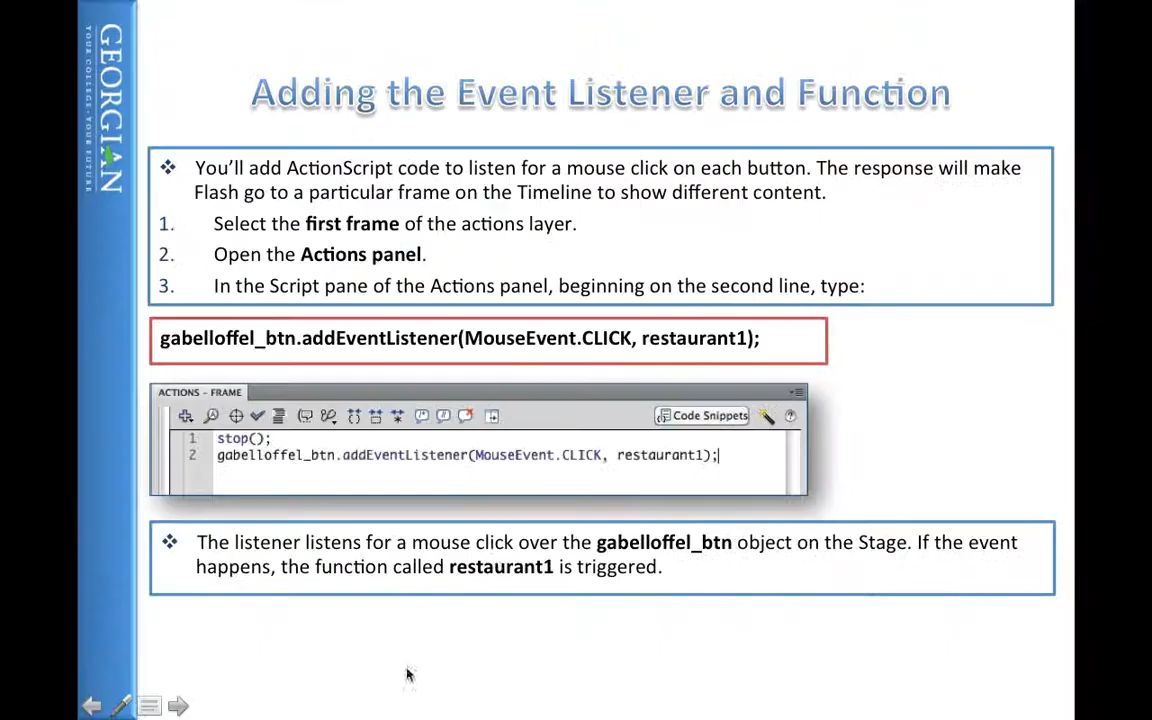 GEORGIAN
YOUR COLLEGE · YOUR FUTURE
Adding the Event Listener and Function
❖ You'll add ActionScript code to listen for a mouse click on each button. The response will make
Flash go to a particular frame on the Timeline to show different content.
1. Select the first frame of the actions layer.
2. Open the Actions panel.
3. In the Script pane of the Actions panel, beginning on the second line, type:
gabelloffel_btn.addEventListener(MouseEvent.CLICK, restaurant1);
ACTIONS - FRAME
Code Snippets
1 stop();
2 gabelloffel_btn.addEventListener(MouseEvent.CLICK, restaurant1);
❖ The listener listens for a mouse click over the gabelloffel_btn object on the Stage. If the event
happens, the function called restaurant1 is triggered.